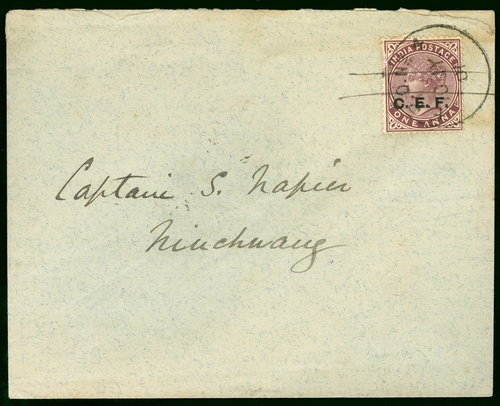 INDIA POSTAGE
C. E. F.
ONE ANNA
Captain S. Napier
Niuchwang